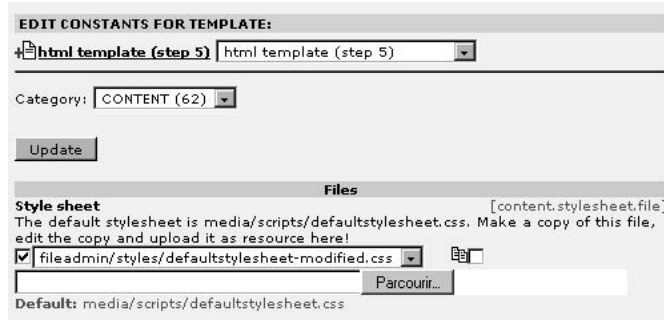 EDIT CONSTANTS FOR TEMPLATE:
html template (step 5) html template (step 5)
Category: CONTENT (62)
Update
Files
Style sheet [content.stylesheet.file]
The default stylesheet is media/scripts/defaultstylesheet.css. Make a copy of this file,
edit the copy and upload it as resource here!
fileadmin/styles/defaultstylesheet-modified.css
Parcourir...
Default: media/scripts/defaultstylesheet.css